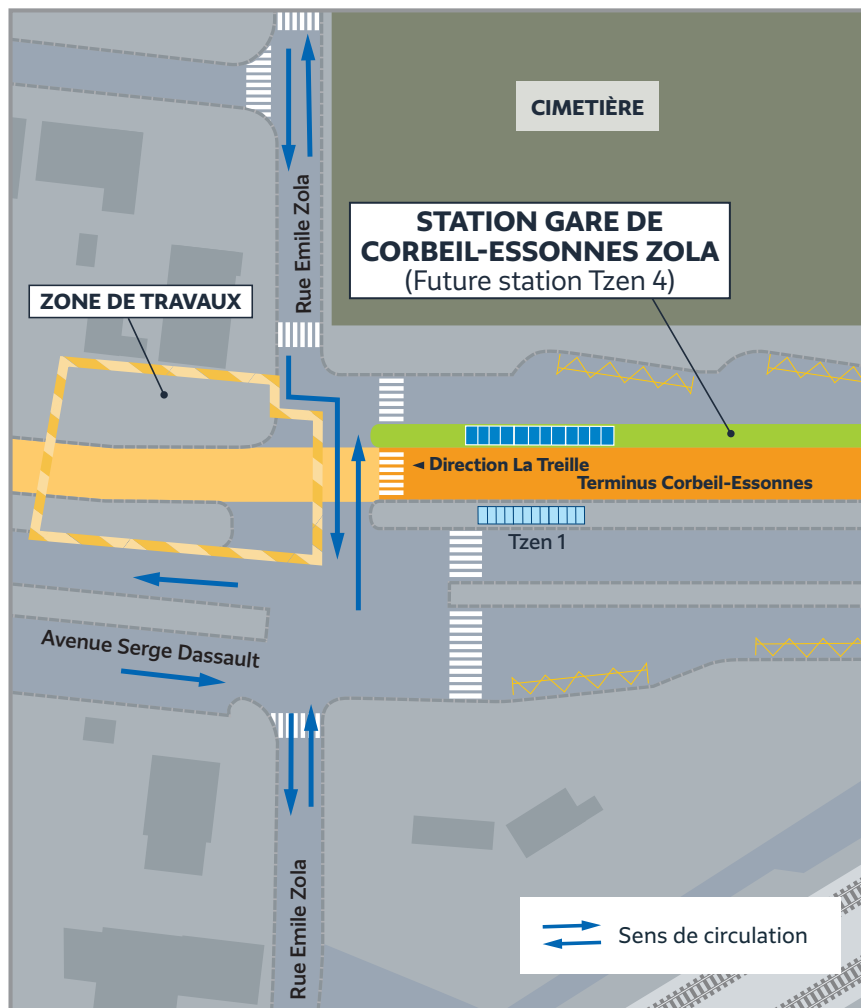 CIMETIÈRE
Rue Emile Zola
STATION GARE DE
CORBEIL-ESSONNES ZOLA
(Future station Tzen 4)
ZONE DE TRAVAUX
◄ Direction La Treille
Terminus Corbeil-Essonnes
Tzen 1
Avenue Serge Dassault
Rue Emile Zola
Sens de circulation